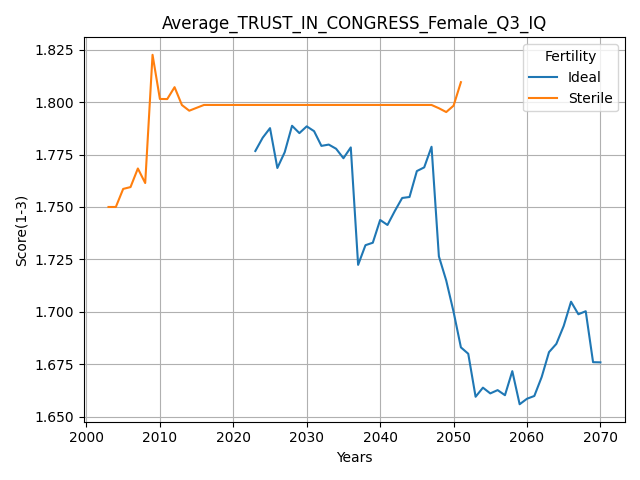 Average_TRUST_IN_CONGRESS_Female_Q3_IQ
Fertility
Ideal
Sterile
Score(1-3)
1.825
1.800
1.775
1.750
1.725
1.700
1.675
1.650
2000 2010 2020 2030 2040 2050 2060 2070
Years